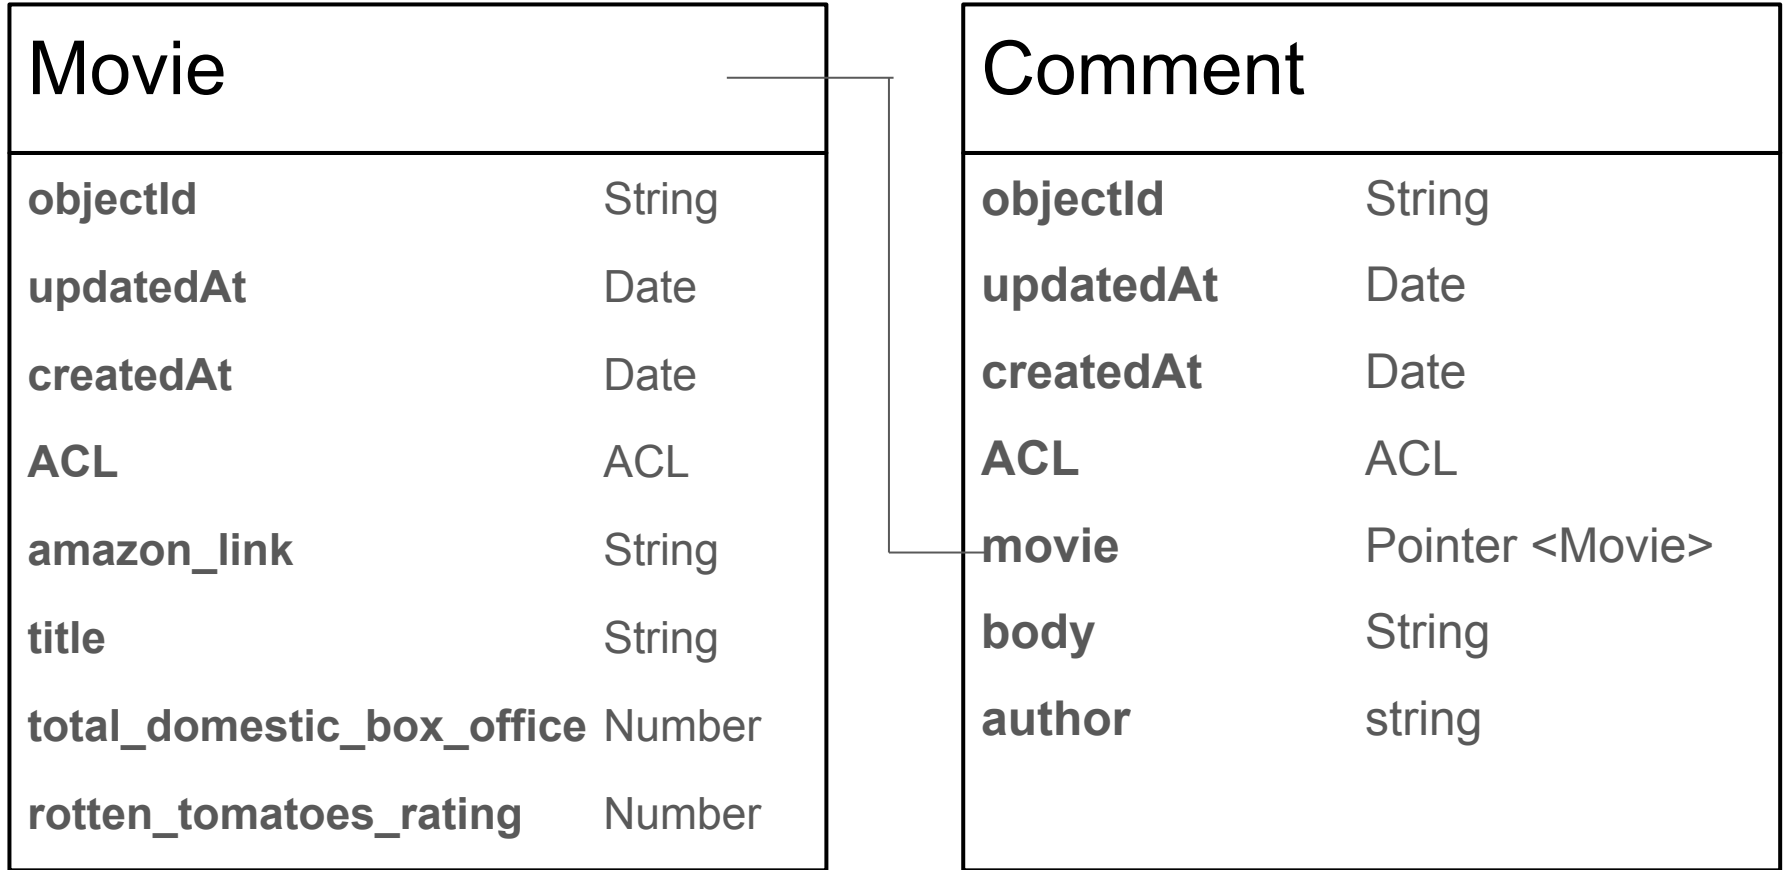 Movie
objectId String
updatedAt Date
createdAt Date
ACL ACL
amazon_link String
title String
total_domestic_box_office Number
rotten_tomatoes_rating Number
Comment
objectId String
updatedAt Date
createdAt Date
ACL ACL
movie Pointer <Movie>
body String
author string